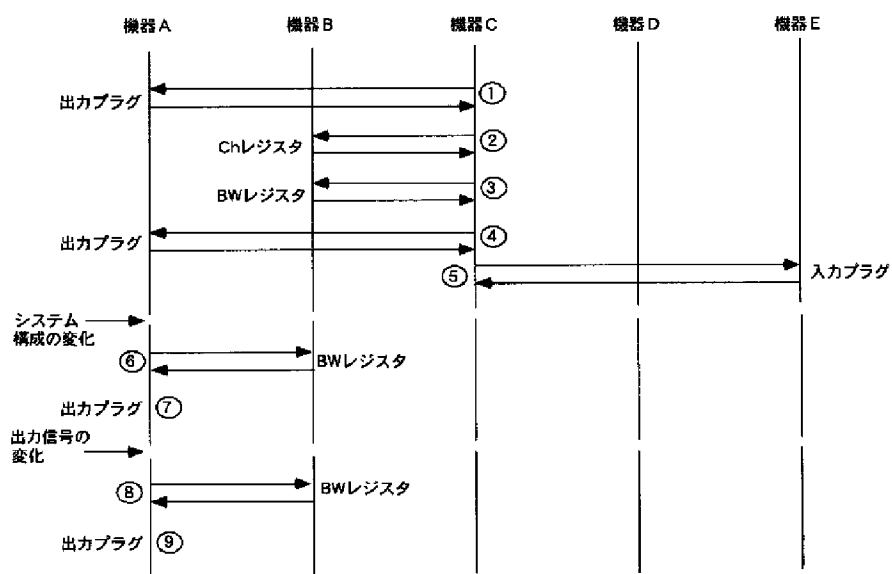 機器A
機器B
機器C
機器D
機器E
①
出力プラグ
②
Chレジスタ
③
BWレジスタ
④
出力プラグ
⑤
入力プラグ
システム
構成の変化
⑥
BWレジスタ
出力プラグ ⑦
出力信号の
変化
⑧
BWレジスタ
出力プラグ ⑨